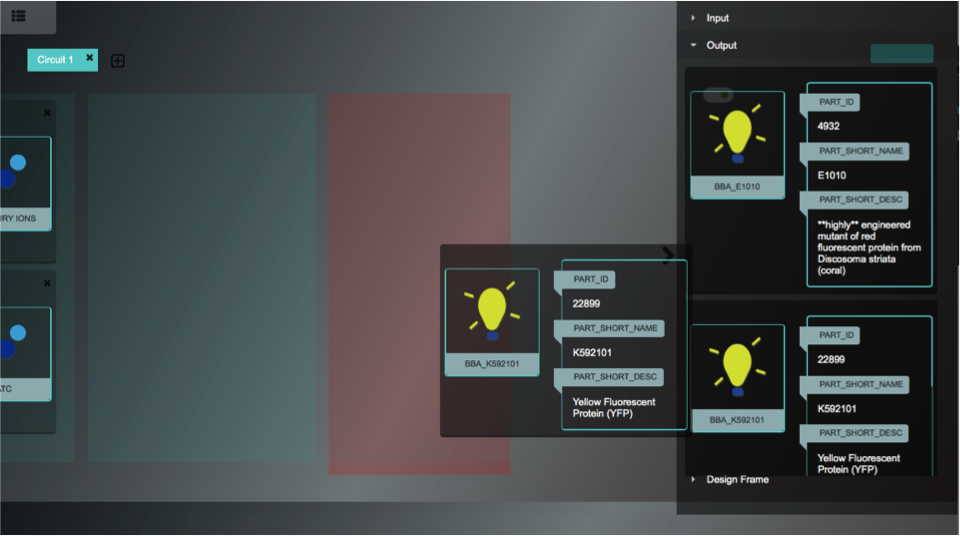 Input
Output
Circuit 1
PART_ID
4932
PART_SHORT_NAME
E1010
BBA_E1010
PART_SHORT_DESC
**highly** engineered
mutant of red
fluorescent protein from
Discosoma striata
(coral)
IONS
PART_ID
22899
PART_SHORT_NAME
K592101
BBA_K592101
PART_SHORT_DESC
Yellow Fluorescent
Protein (YFP)
PART_ID
22899
PART_SHORT_NAME
K592101
BBA_K592101
PART_SHORT_DESC
Yellow Fluorescent
Protein (YFP)
Design Frame